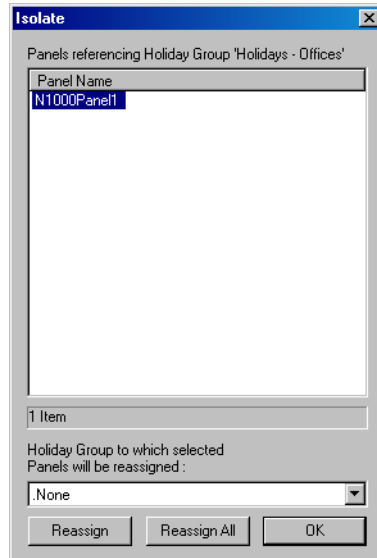 Isolate
Panels referencing Holiday Group 'Holidays - Offices'
Panel Name
N1000Panel1
1 Item
Holiday Group to which selected
Panels will be reassigned :
.None
Reassign Reassign All OK